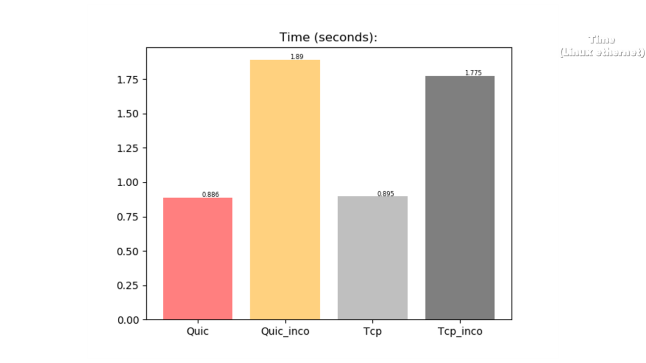 Time (seconds):
Time
(Linux ethernet)
1.89
1.775
0.886
0.895
1.75
1.50
1.25
1.00
0.75
0.50
0.25
0.00
Quic
Quic_inco
Tcp
Tcp_inco